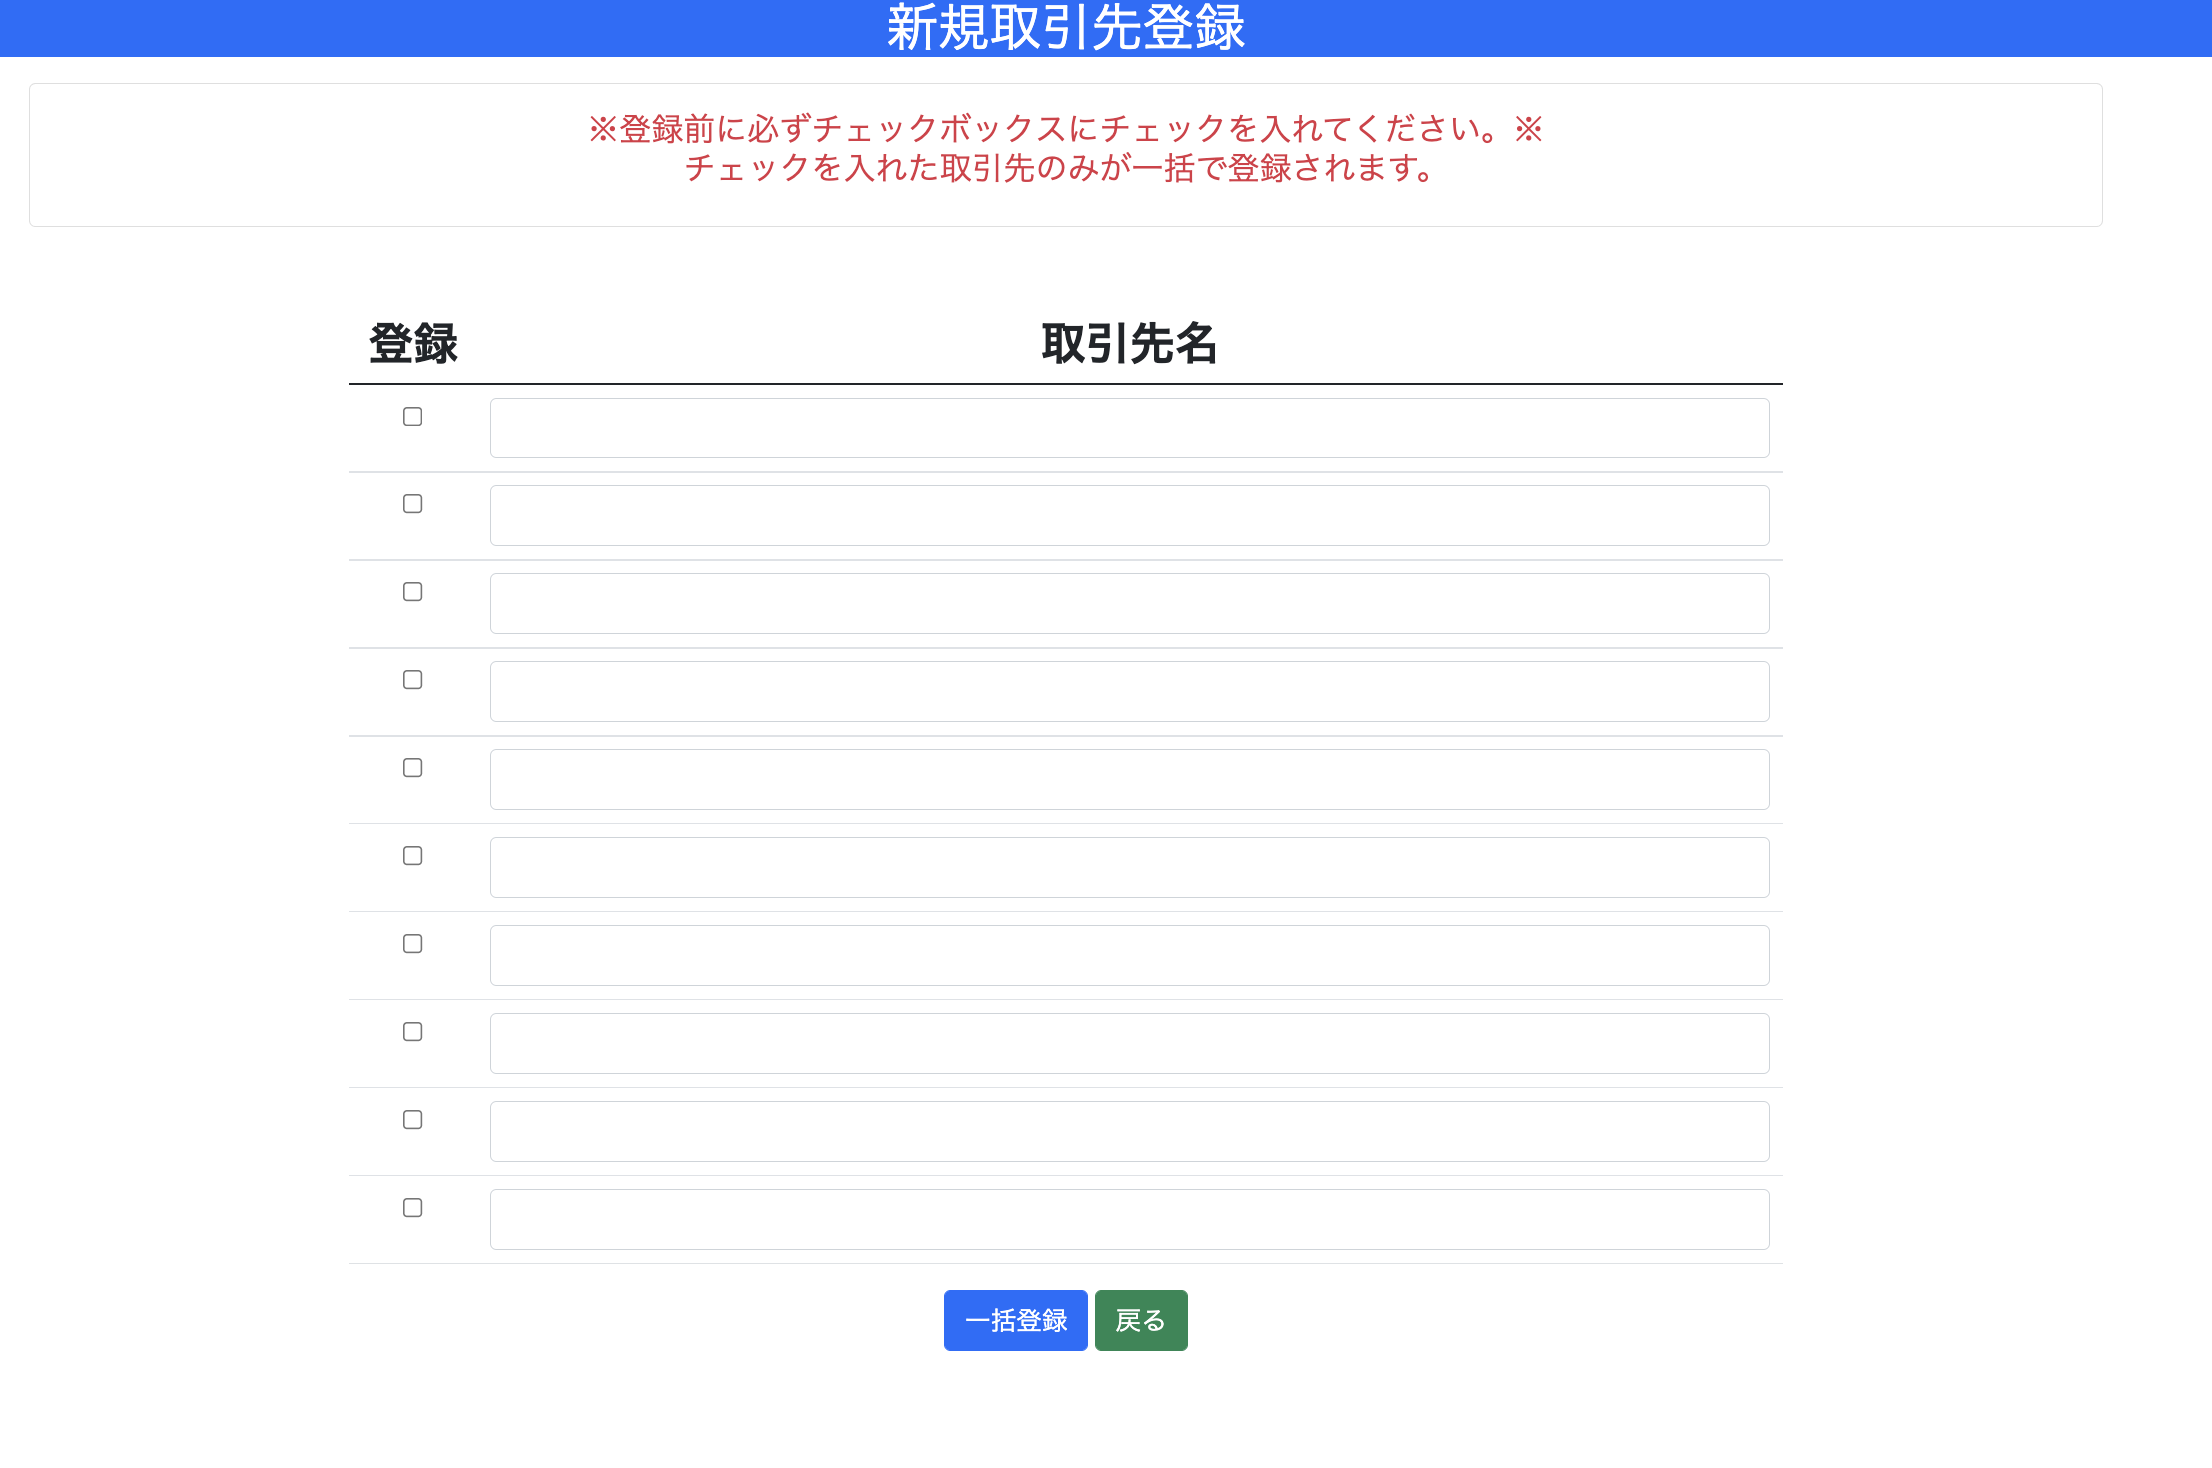 新規取引先登録
※登録前に必ずチェックボックスにチェックを入れてください。※
チェックを入れた取引先のみが一括で登録されます。
登録 取引先名
一括登録 戻る